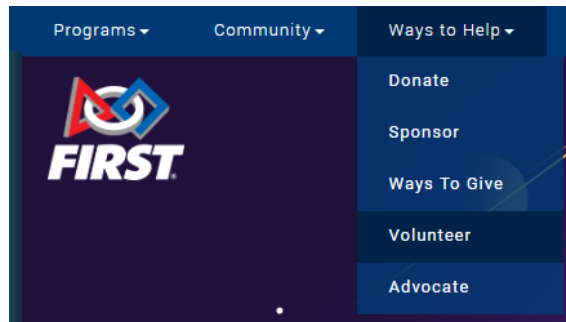 Programs
Community
Ways to Help
Donate
Sponsor
Ways To Give
Volunteer
Advocate
FIRST